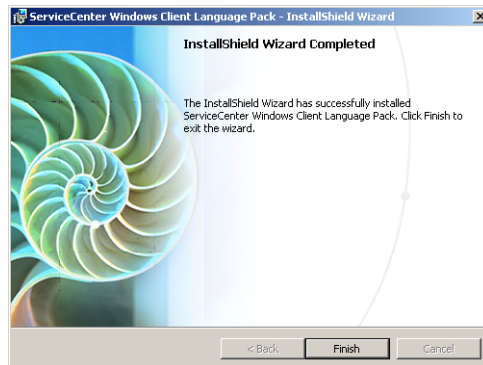 ServiceCenter Windows Client Language Pack - InstallShield Wizard
InstallShield Wizard Completed
The InstallShield Wizard has successfully installed
ServiceCenter Windows Client Language Pack. Click Finish to
exit the wizard.
< Back
Finish
Cancel